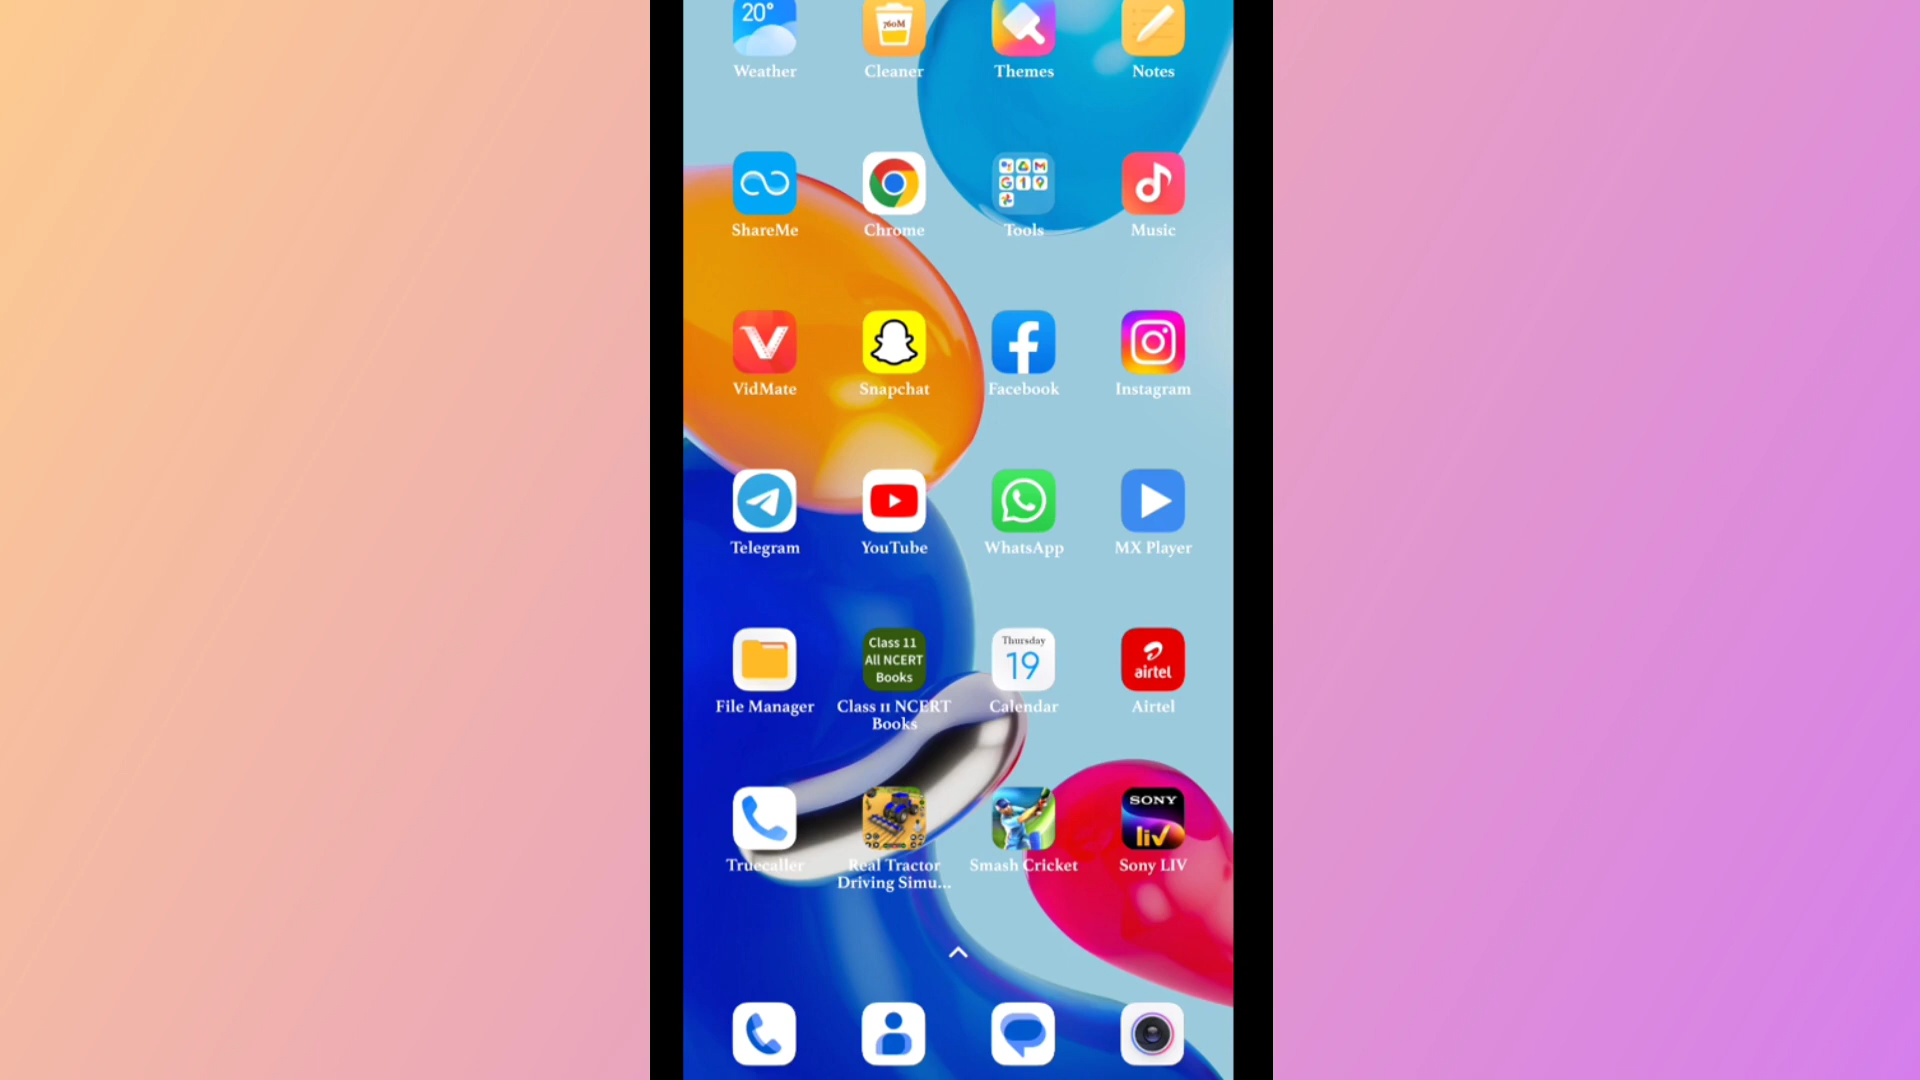 20°
760M
Weather
Cleaner
Themes
Notes
ShareMe
Chrome
Tools
Music
VidMate
Snapchat
Facebook
Instagram
Telegram
YouTube
WhatsApp
MX Player
Class 11
All NCERT
Books
Thursday
19
airtel
File Manager
Class 11 NCERT
Books
Calendar
Airtel
SONY
liv
Truecaller
Real Tractor
Driving Simu...
Smash Cricket
Sony LIV